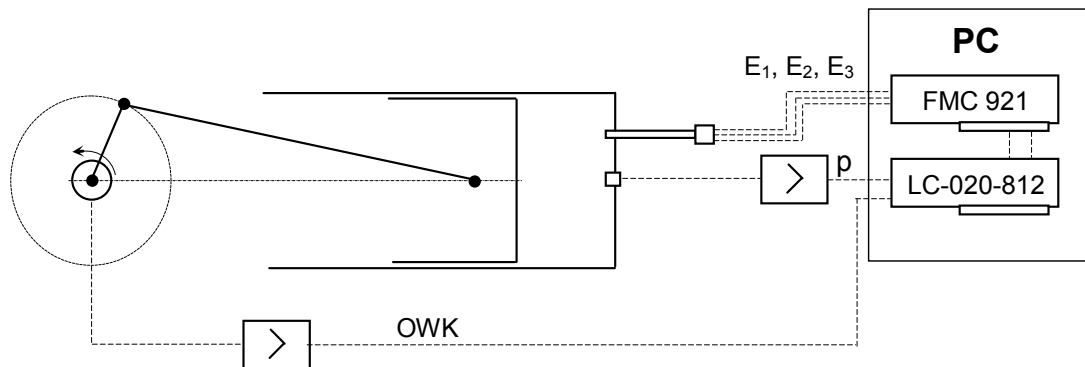 PC
E₁, E₂, E₃
FMC 921
p
LC-020-812
OWK